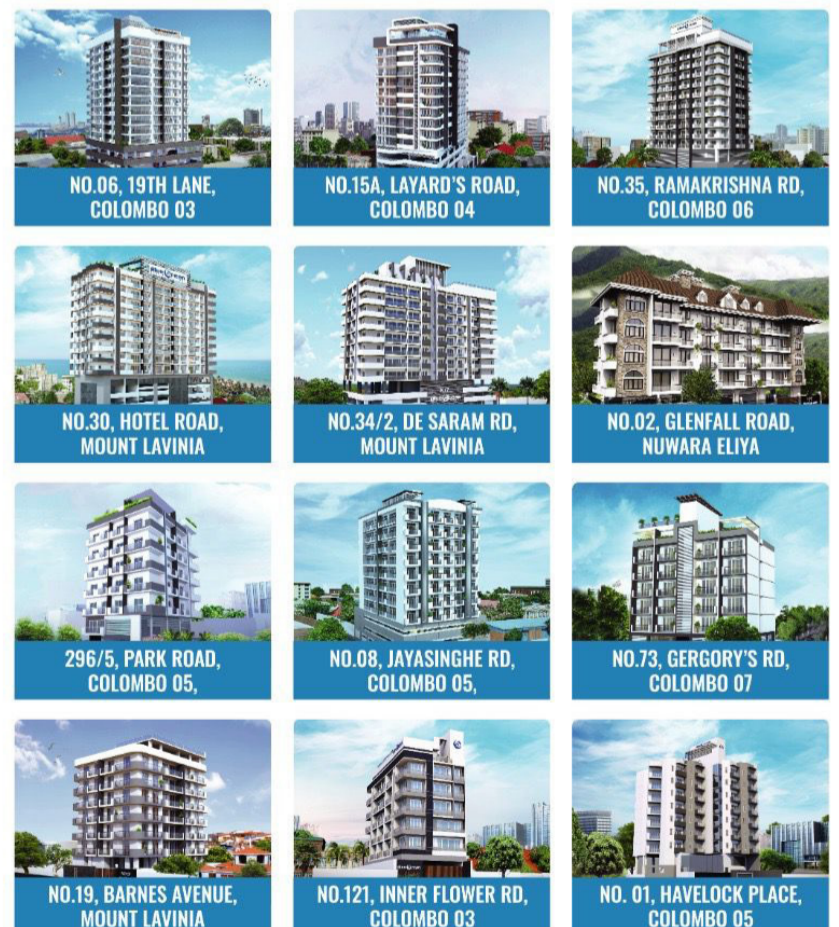 NO.06, 19TH LANE,
COLOMBO 03
NO.15A, LAYARD'S ROAD,
COLOMBO 04
NO.35, RAMAKRISHNA RD,
COLOMBO 06
NO.30, HOTEL ROAD,
MOUNT LAVINIA
NO.34/2, DE SARAM RD,
MOUNT LAVINIA
NO.02, GLENFALL ROAD,
NUWARA ELIYA
296/5, PARK ROAD,
COLOMBO 05,
NO.08, JAYASINGHE RD,
COLOMBO 05,
NO.73, GERGORY'S RD,
COLOMBO 07
NO.19, BARNES AVENUE,
MOUNT LAVINIA
NO.121, INNER FLOWER RD,
COLOMBO 03
NO. 01, HAVELOCK PLACE,
COLOMBO 05